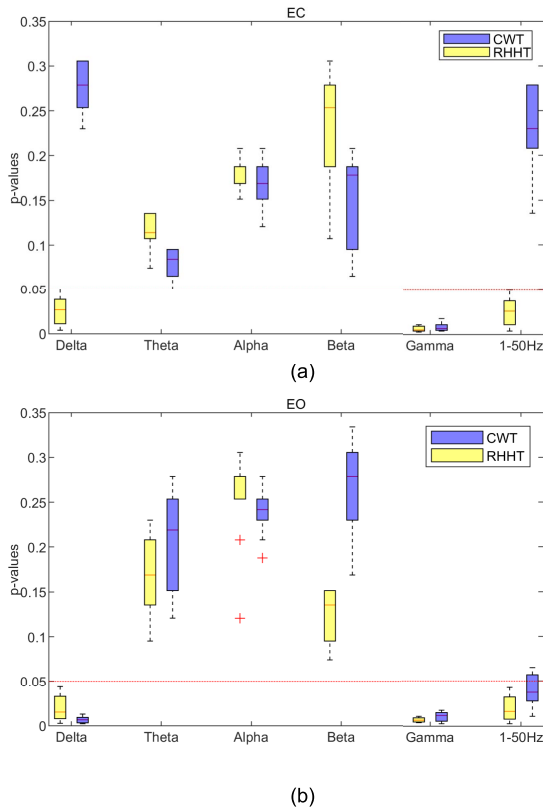 EC
CWT
RHHT
p-values
0.35
0.3
0.25
0.2
0.15
0.1
0.05
0
Delta Theta Alpha Beta Gamma 1-50Hz
(a)
EO
CWT
RHHT
p-values
0.35
0.3
0.25
0.2
0.15
0.1
0.05
0
Delta Theta Alpha Beta Gamma 1-50Hz
(b)